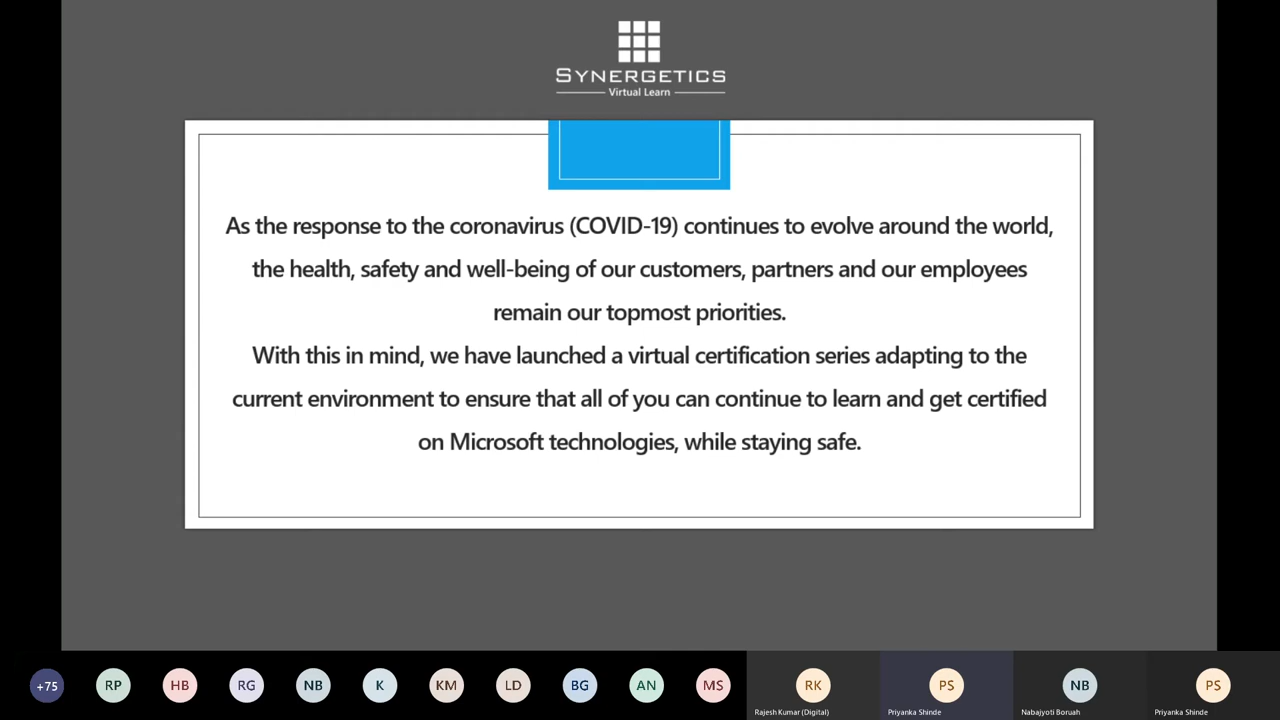 SYNERGETICS
Virtual Learn
As the response to the coronavirus (COVID-19) continues to evolve around the world,
the health, safety and well-being of our customers, partners and our employees
remain our topmost priorities.
With this in mind, we have launched a virtual certification series adapting to the
current environment to ensure that all of you can continue to learn and get certified
on Microsoft technologies, while staying safe.
+75 RP HB RG NB K KM LD BG AN MS RK PS NB PS
Rajesh Kumar (Digital) Priyanka Shinde Nabajyoti Boruah Priyanka Shinde